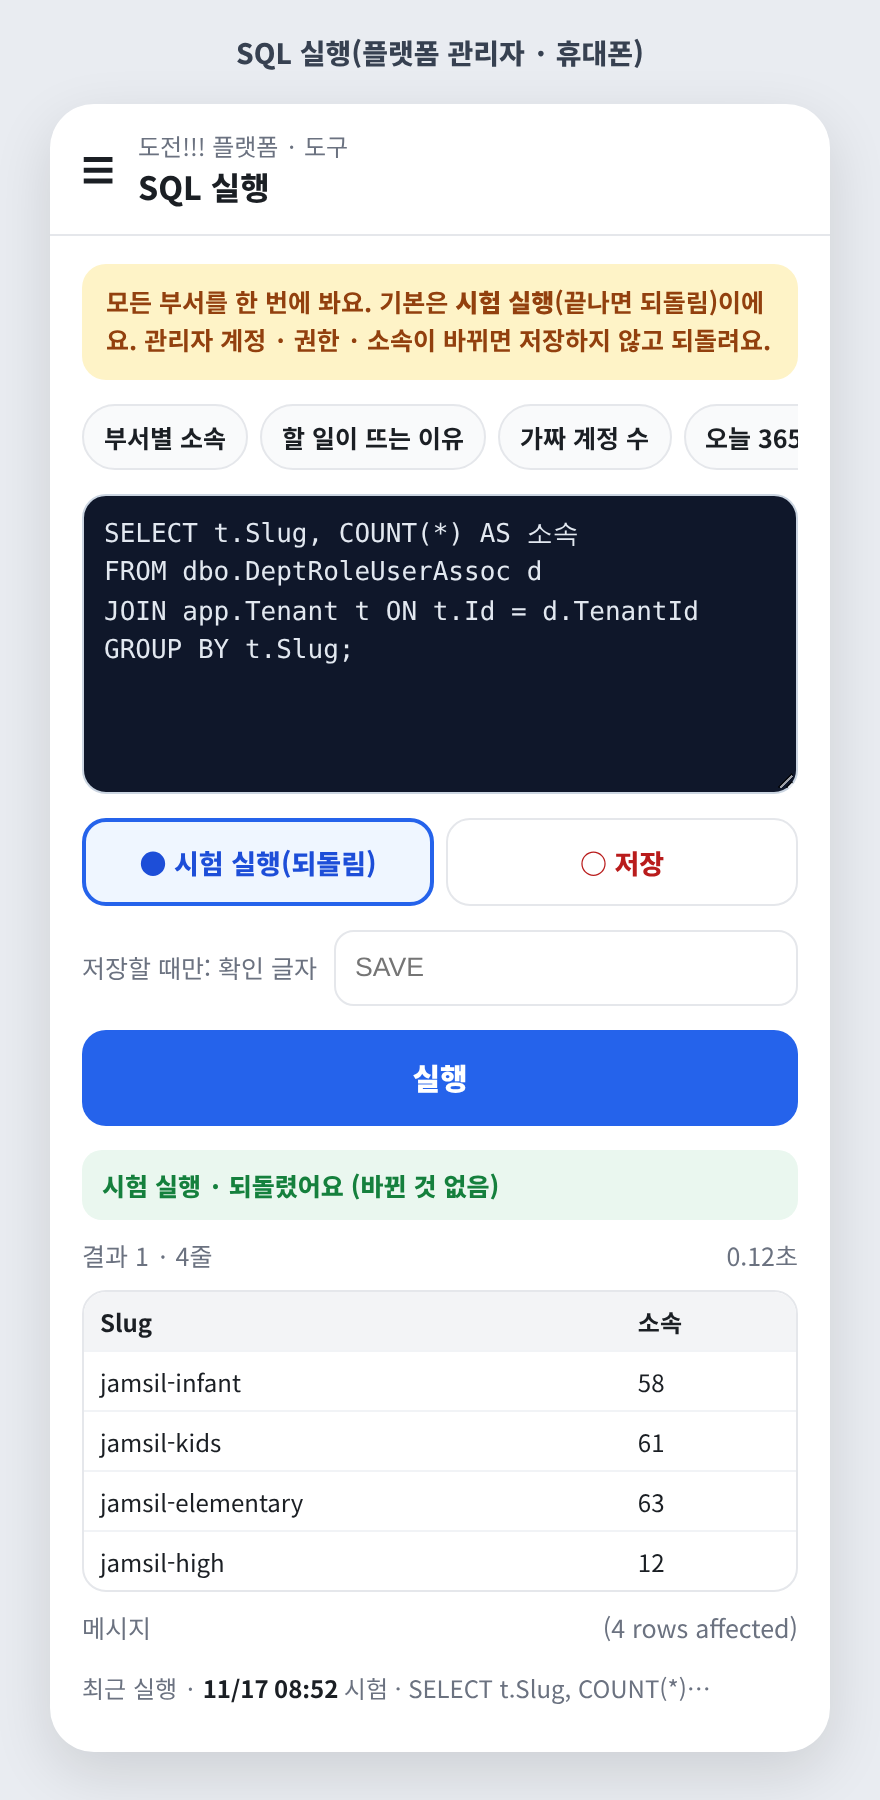 SQL 실행(플랫폼 관리자 · 휴대폰)
도전!!! 플랫폼 · 도구
SQL 실행
모든 부서를 한 번에 봐요. 기본은 시험 실행(끝나면 되돌림)이에
요. 관리자 계정 · 권한 · 소속이 바뀌면 저장하지 않고 되돌려요.
부서별 소속 할 일이 뜨는 이유 가짜 계정 수 오늘 365
SELECT t.Slug, COUNT(*) AS 소속
FROM dbo.DeptRoleUserAssoc d
JOIN app.Tenant t ON t.Id = d.TenantId
GROUP BY t.Slug;
● 시험 실행(되돌림) ○ 저장
저장할 때만: 확인 글자 SAVE
실행
시험 실행 · 되돌렸어요 (바뀐 것 없음)
결과 1 · 4줄 0.12초
Slug 소속
jamsil-infant 58
jamsil-kids 61
jamsil-elementary 63
jamsil-high 12
메시지 (4 rows affected)
최근 실행 · 11/17 08:52 시험 · SELECT t.Slug, COUNT(*)…